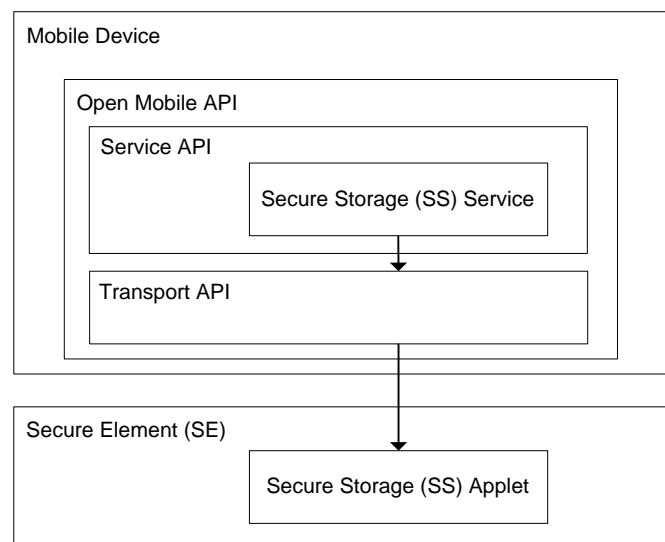 Mobile Device
Open Mobile API
Service API
Secure Storage (SS) Service
Transport API
Secure Element (SE)
Secure Storage (SS) Applet